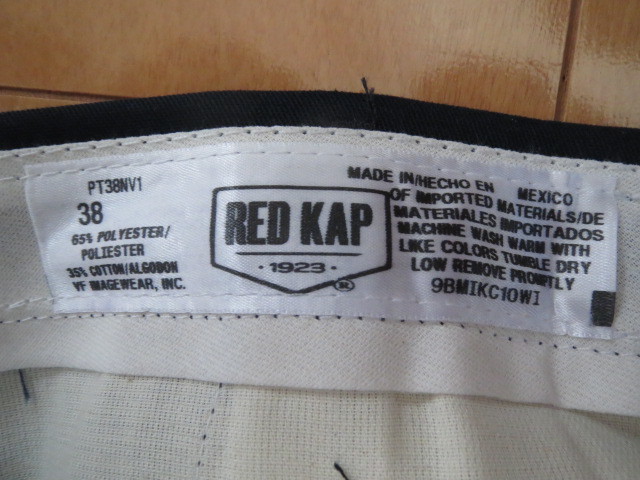 PT38NV1
38
65% POLYESTER/
POLIESTER
35% COTTON/ALGODON
VF IMAGEWEAR, INC.
RED KAP
· 1923 ·
®
MADE IN/HECHO EN MEXICO
OF IMPORTED MATERIALS/DE
MATERIALES IMPORTADOS
MACHINE WASH WARM WITH
LIKE COLORS TUMBLE DRY
LOW REMOVE PROMPTLY
9BMIKC10WI